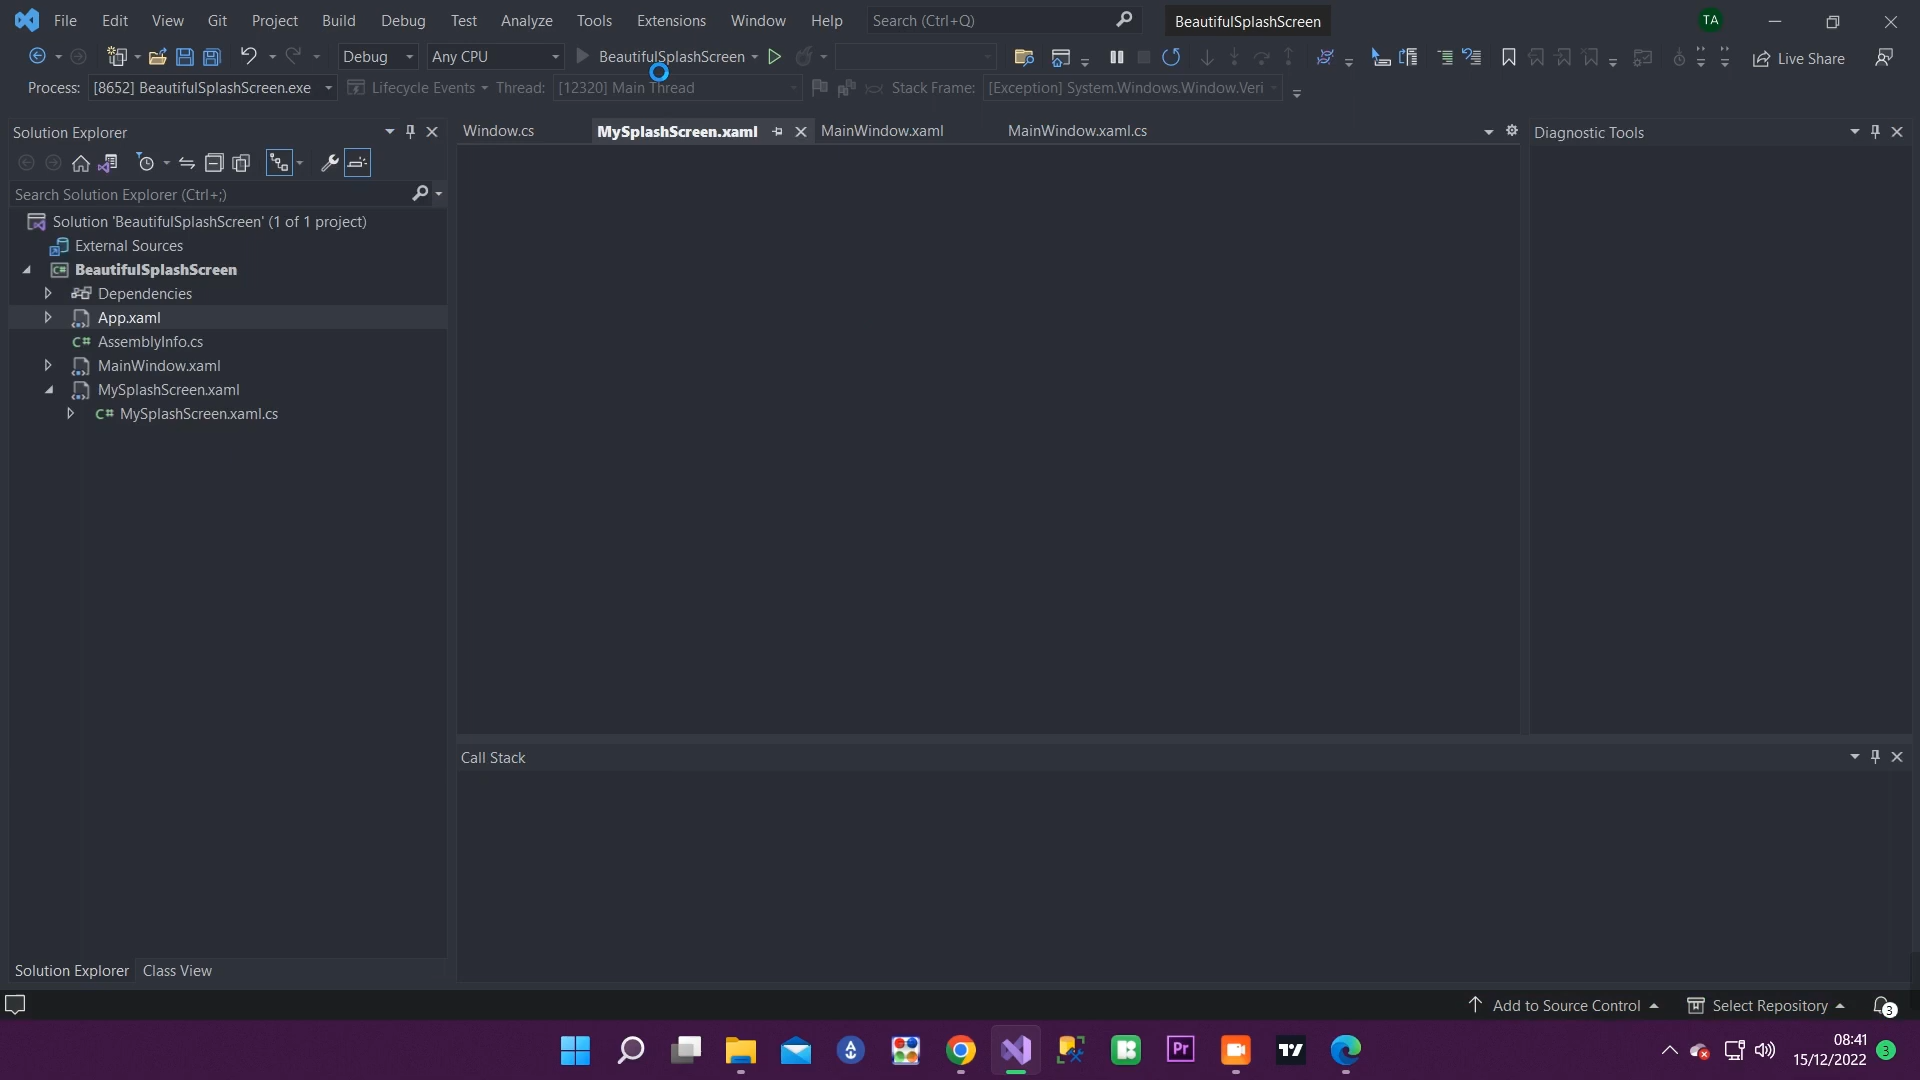 File Edit View Git Project Build Debug Test Analyze Tools Extensions Window Help Search (Ctrl+Q) BeautifulSplashScreen TA
Debug Any CPU BeautifulSplashScreen Live Share
Process: [8652] BeautifulSplashScreen.exe Lifecycle Events Thread: [12320] Main Thread Stack Frame: [Exception] System.Windows.Window.Veri
Solution Explorer Window.cs MySplashScreen.xaml MainWindow.xaml MainWindow.xaml.cs Diagnostic Tools
Search Solution Explorer (Ctrl+;)
Solution 'BeautifulSplashScreen' (1 of 1 project)
External Sources
C# BeautifulSplashScreen
Dependencies
App.xaml
C# AssemblyInfo.cs
MainWindow.xaml
MySplashScreen.xaml
C# MySplashScreen.xaml.cs
Call Stack
Solution Explorer Class View
Add to Source Control Select Repository 3
Pr
08:41
15/12/2022 3